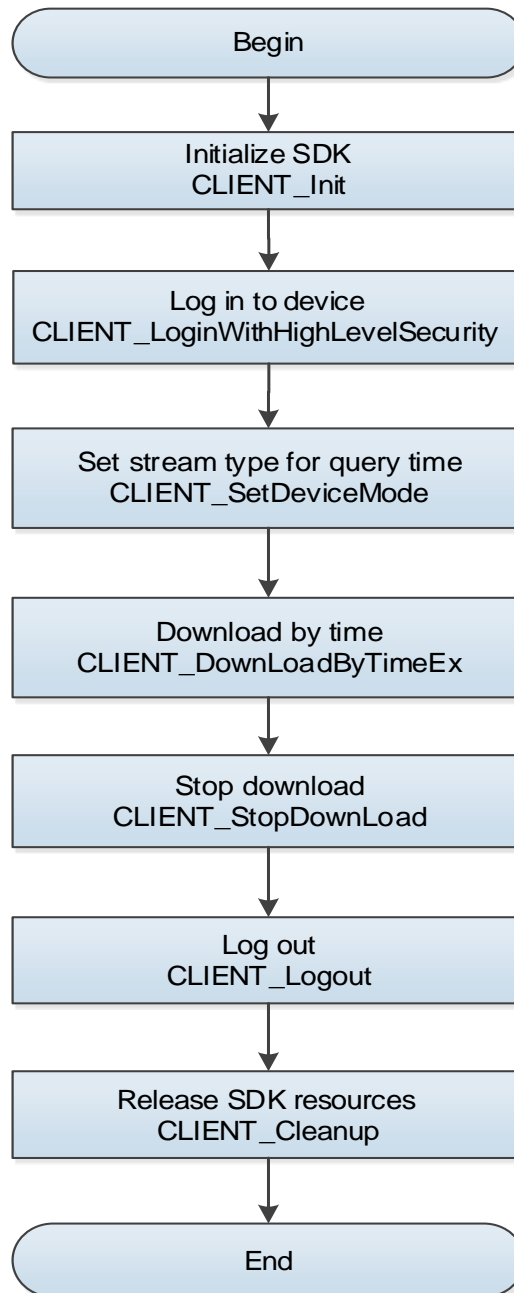 Begin
Initialize SDK
CLIENT_Init
Log in to device
CLIENT_LoginWithHighLevelSecurity
Set stream type for query time
CLIENT_SetDeviceMode
Download by time
CLIENT_DownLoadByTimeEx
Stop download
CLIENT_StopDownLoad
Log out
CLIENT_Logout
Release SDK resources
CLIENT_Cleanup
End